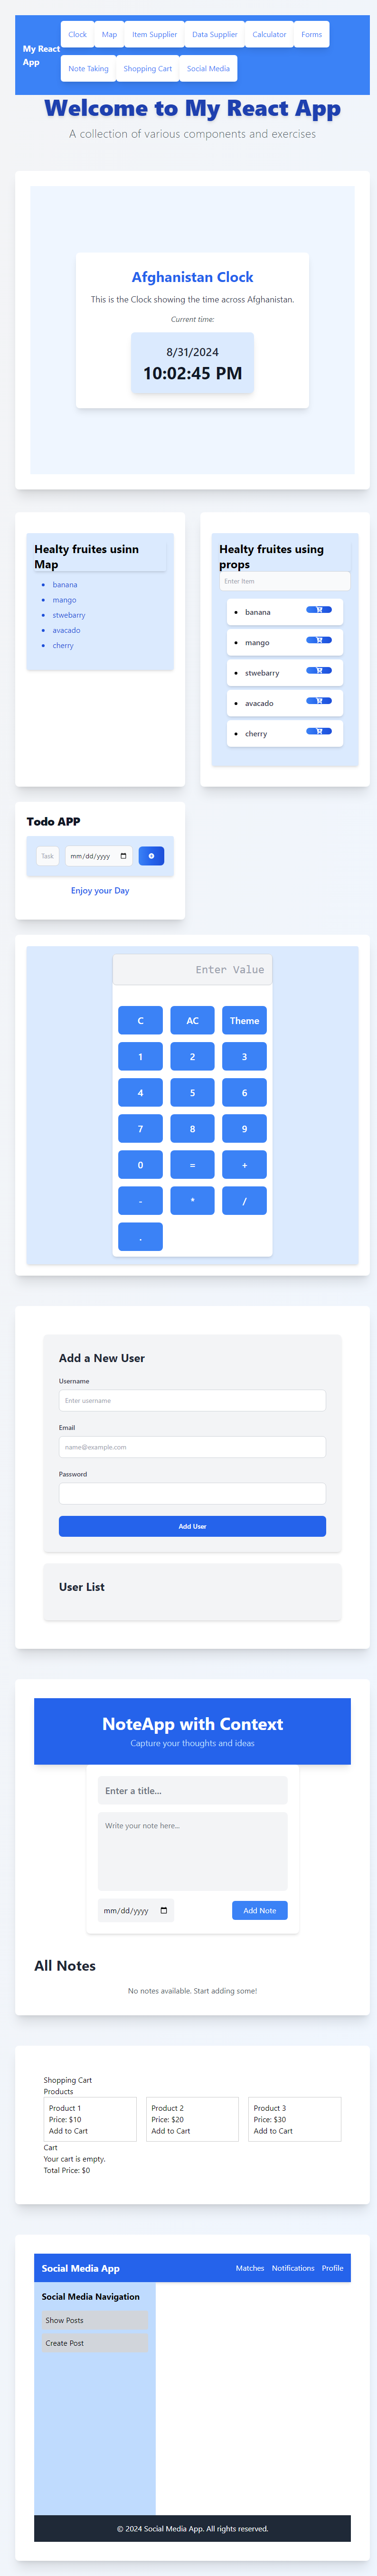 My React App
Clock Map Item Supplier Data Supplier Calculator Forms
Note Taking Shopping Cart Social Media
Welcome to My React App
A collection of various components and exercises
Afghanistan Clock
This is the Clock showing the time across Afghanistan.
Current time:
8/31/2024
10:02:45 PM
Healty fruites usinn
Map
banana
mango
stwebarry
avacado
cherry
Healty fruites using
props
Enter Item
banana
mango
stwebarry
avacado
cherry
Todo APP
Task mm/dd/yyyy
Enjoy your Day
Enter Value
C AC Theme
1 2 3
4 5 6
7 8 9
0 = +
- * /
.
Add a New User
Username
Enter username
Email
name@example.com
Password
Add User
User List
NoteApp with Context
Capture your thoughts and ideas
Enter a title...
Write your note here...
mm/dd/yyyy Add Note
All Notes
No notes available. Start adding some!
Shopping Cart
Products
Product 1
Price: $10
Add to Cart
Product 2
Price: $20
Add to Cart
Product 3
Price: $30
Add to Cart
Cart
Your cart is empty.
Total Price: $0
Social Media App Matches Notifications Profile
Social Media Navigation
Show Posts
Create Post
© 2024 Social Media App. All rights reserved.